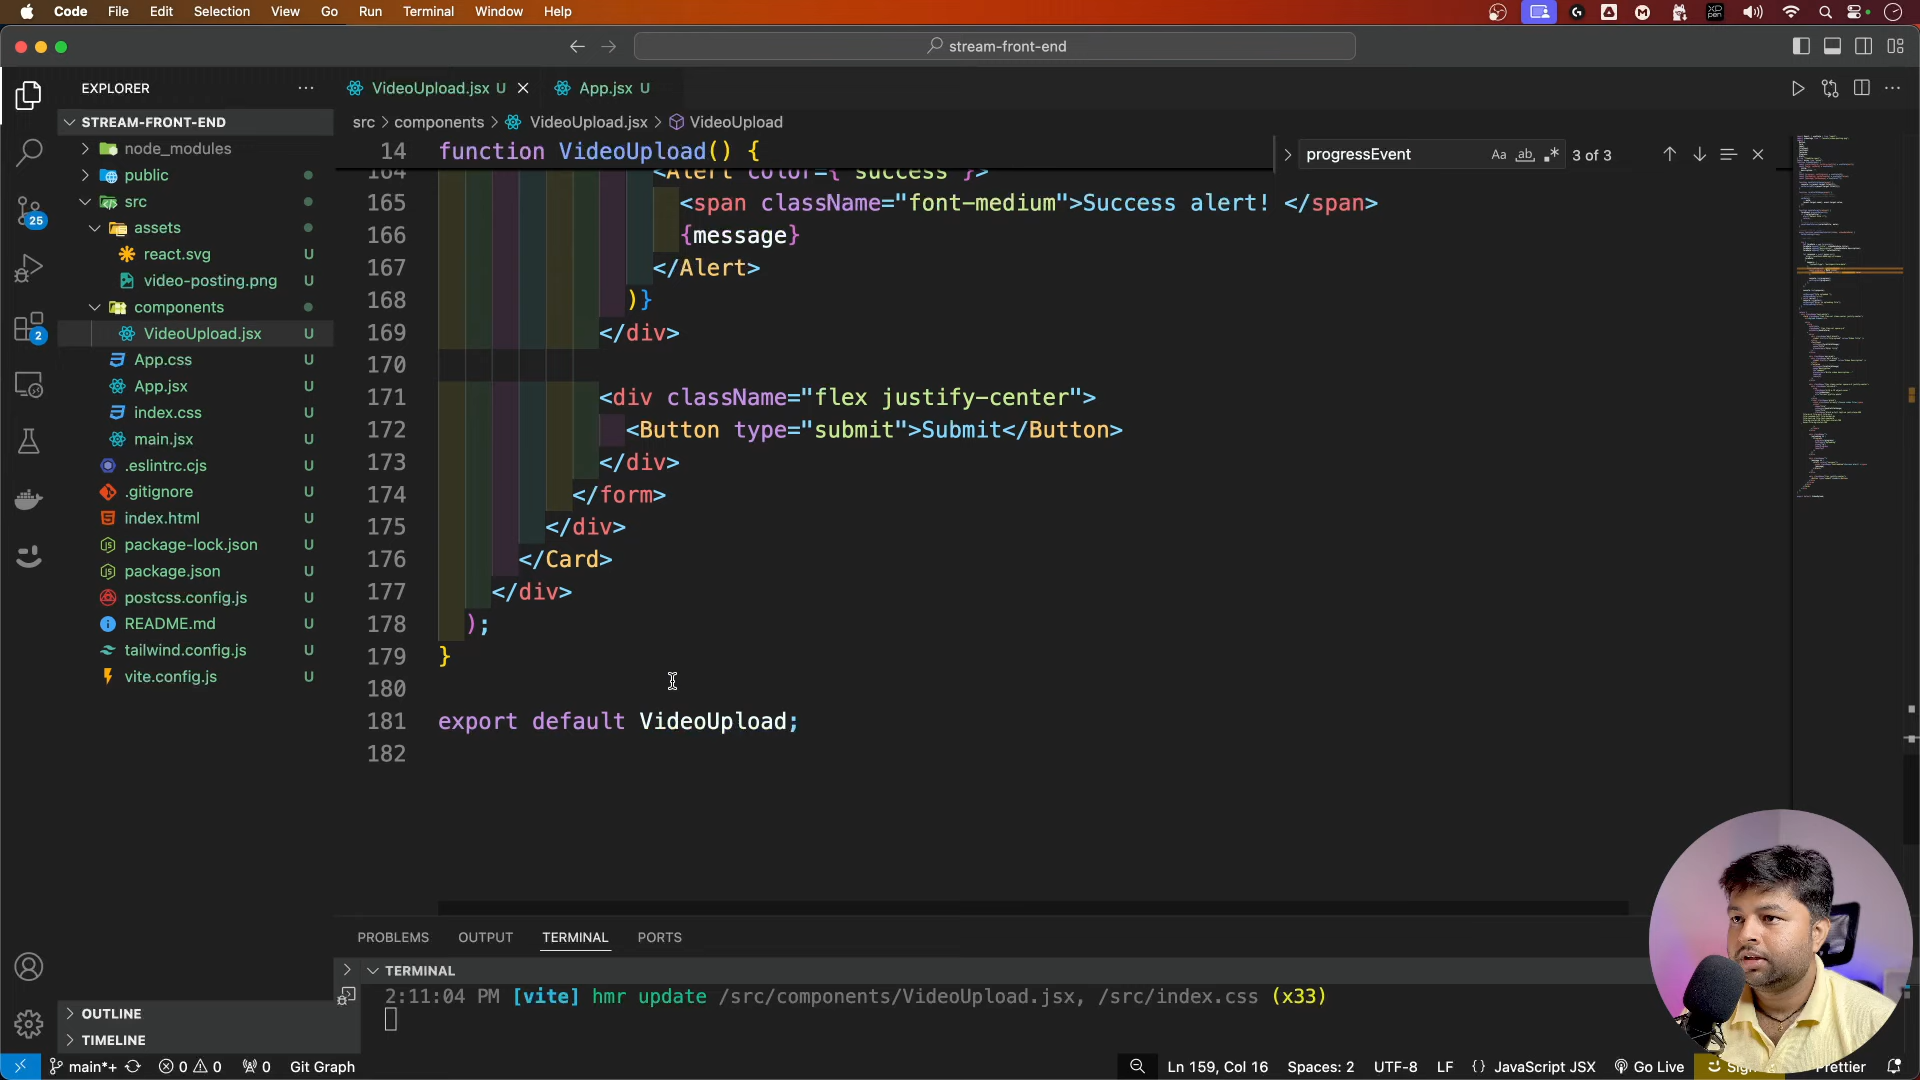 Code File Edit Selection View Go Run Terminal Window Help
stream-front-end
EXPLORER
VideoUpload.jsx U
App.jsx U
STREAM-FRONT-END
src > components > VideoUpload.jsx > VideoUpload
node_modules
public
src
assets
react.svg U
video-posting.png U
components
VideoUpload.jsx U
App.css U
App.jsx U
index.css U
main.jsx U
.eslintrc.cjs U
.gitignore U
index.html U
package-lock.json U
package.json U
postcss.config.js U
README.md U
tailwind.config.js U
vite.config.js U
25
2
OUTLINE
TIMELINE
progressEvent Aa ab 3 of 3
14 function VideoUpload() {
164 <Alert color={"success"}>
165 <span className="font-medium">Success alert! </span>
166 {message}
167 </Alert>
168 )}
169 </div>
170
171 <div className="flex justify-center">
172 <Button type="submit">Submit</Button>
173 </div>
174 </form>
175 </div>
176 </Card>
177 </div>
178 );
179 }
180
181 export default VideoUpload;
182
PROBLEMS OUTPUT TERMINAL PORTS
TERMINAL
2:11:04 PM [vite] hmr update /src/components/VideoUpload.jsx, /src/index.css (x33)
main*+ 0 0 0 Git Graph
Ln 159, Col 16 Spaces: 2 UTF-8 LF {} JavaScript JSX Go Live Prettier